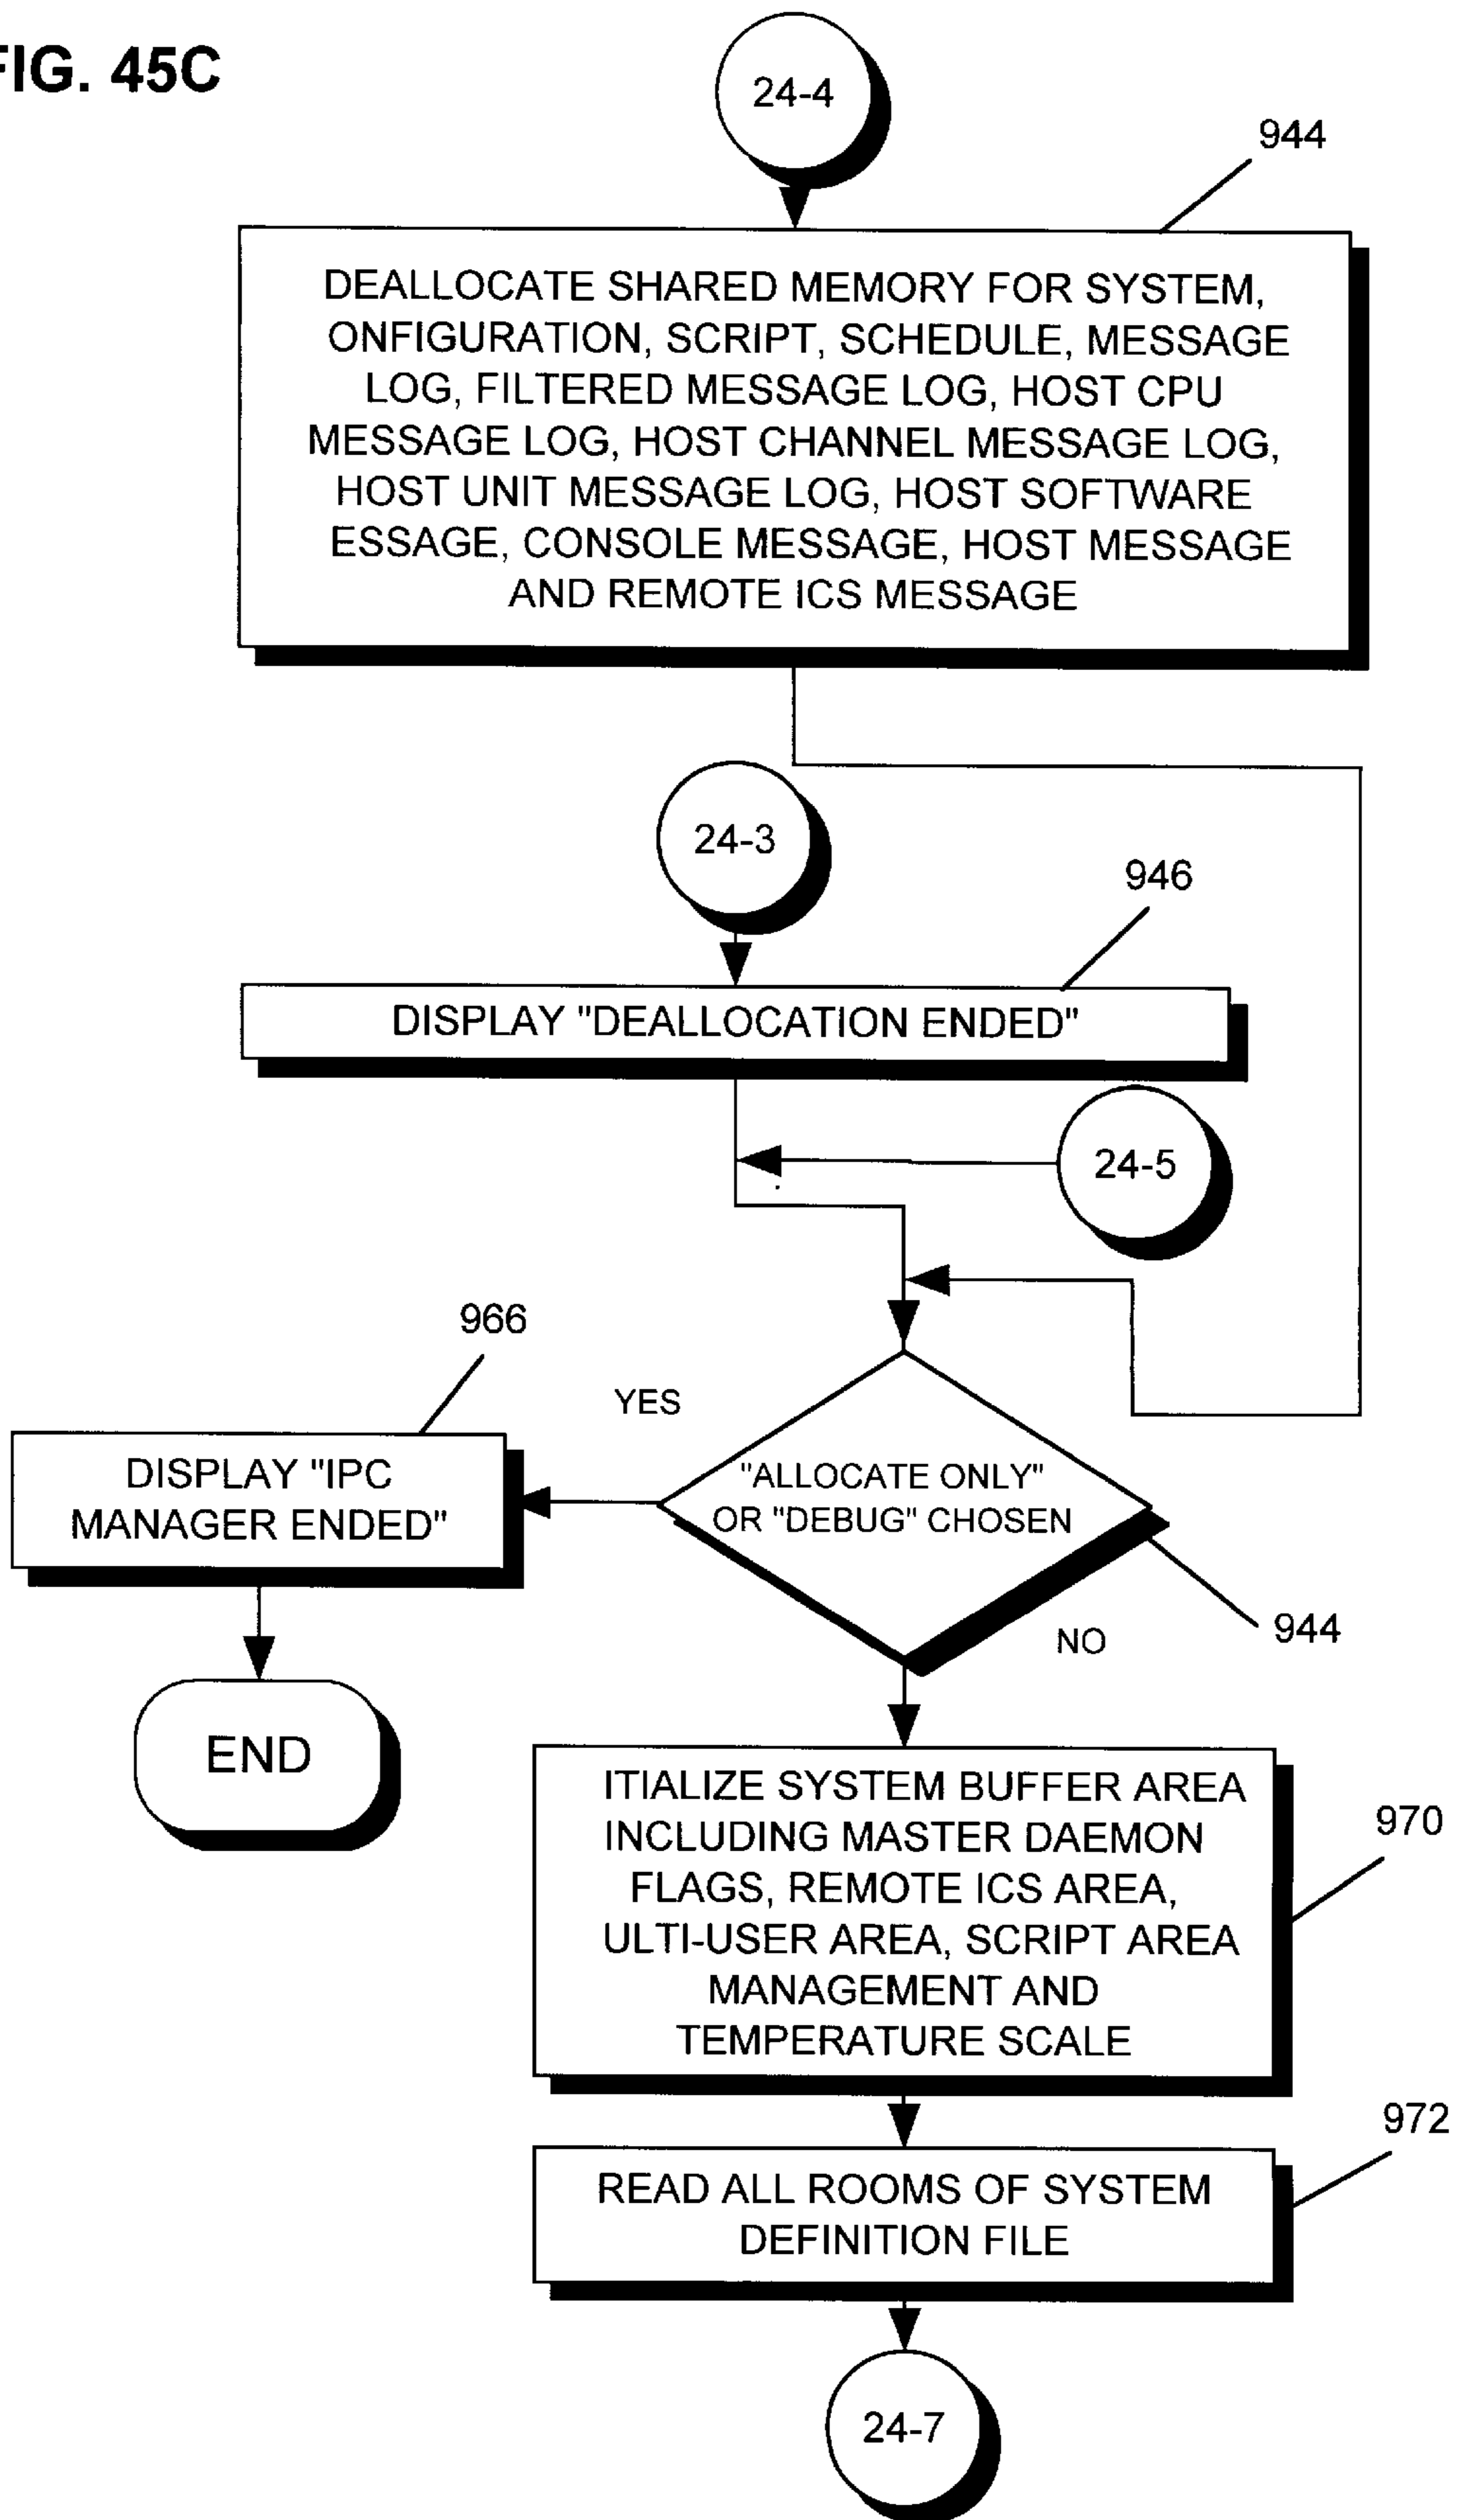 FIG. 45C
24-4
944
DEALLOCATE SHARED MEMORY FOR SYSTEM,
ONFIGURATION, SCRIPT, SCHEDULE, MESSAGE
LOG, FILTERED MESSAGE LOG, HOST CPU
MESSAGE LOG, HOST CHANNEL MESSAGE LOG,
HOST UNIT MESSAGE LOG, HOST SOFTWARE
ESSAGE, CONSOLE MESSAGE, HOST MESSAGE
AND REMOTE ICS MESSAGE
24-3
946
DISPLAY "DEALLOCATION ENDED"
24-5
966
YES
DISPLAY "IPC
MANAGER ENDED"
"ALLOCATE ONLY"
OR "DEBUG" CHOSEN
944
NO
END
ITIALIZE SYSTEM BUFFER AREA
INCLUDING MASTER DAEMON
FLAGS, REMOTE ICS AREA,
ULTI-USER AREA, SCRIPT AREA
MANAGEMENT AND
TEMPERATURE SCALE
970
972
READ ALL ROOMS OF SYSTEM
DEFINITION FILE
24-7